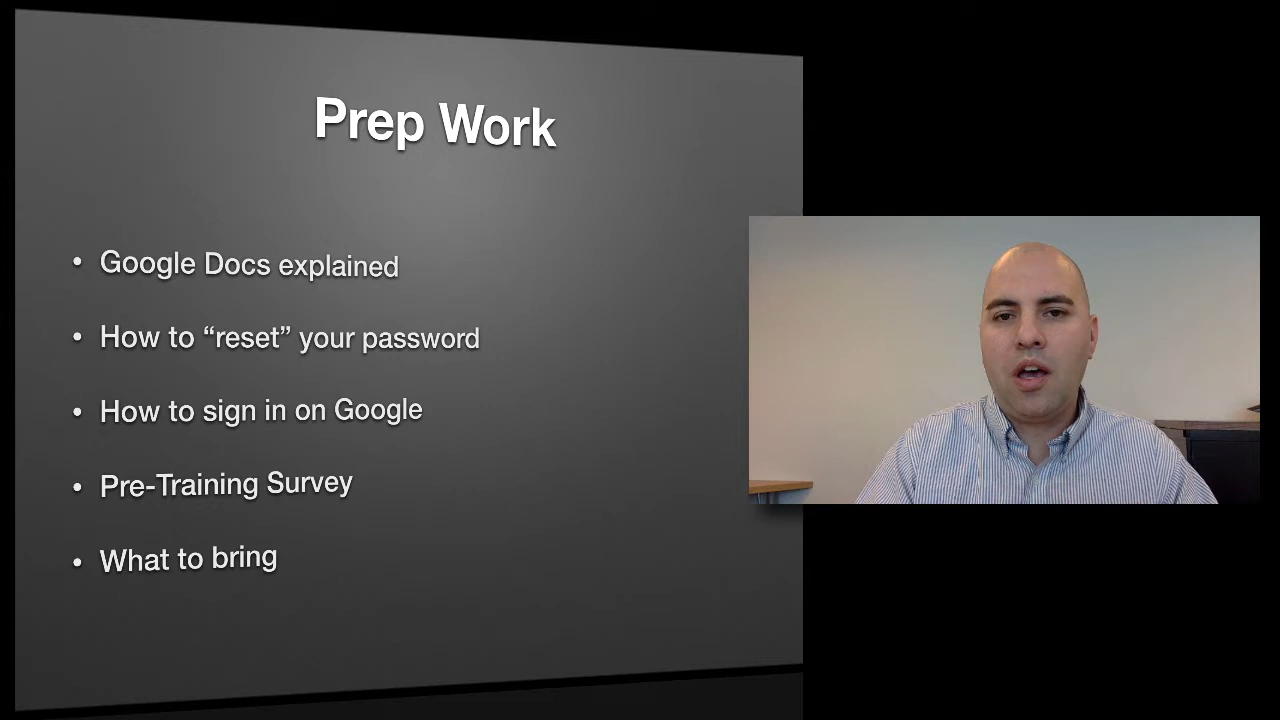 Prep Work
• Google Docs explained
• How to “reset” your password
• How to sign in on Google
• Pre-Training Survey
• What to bring